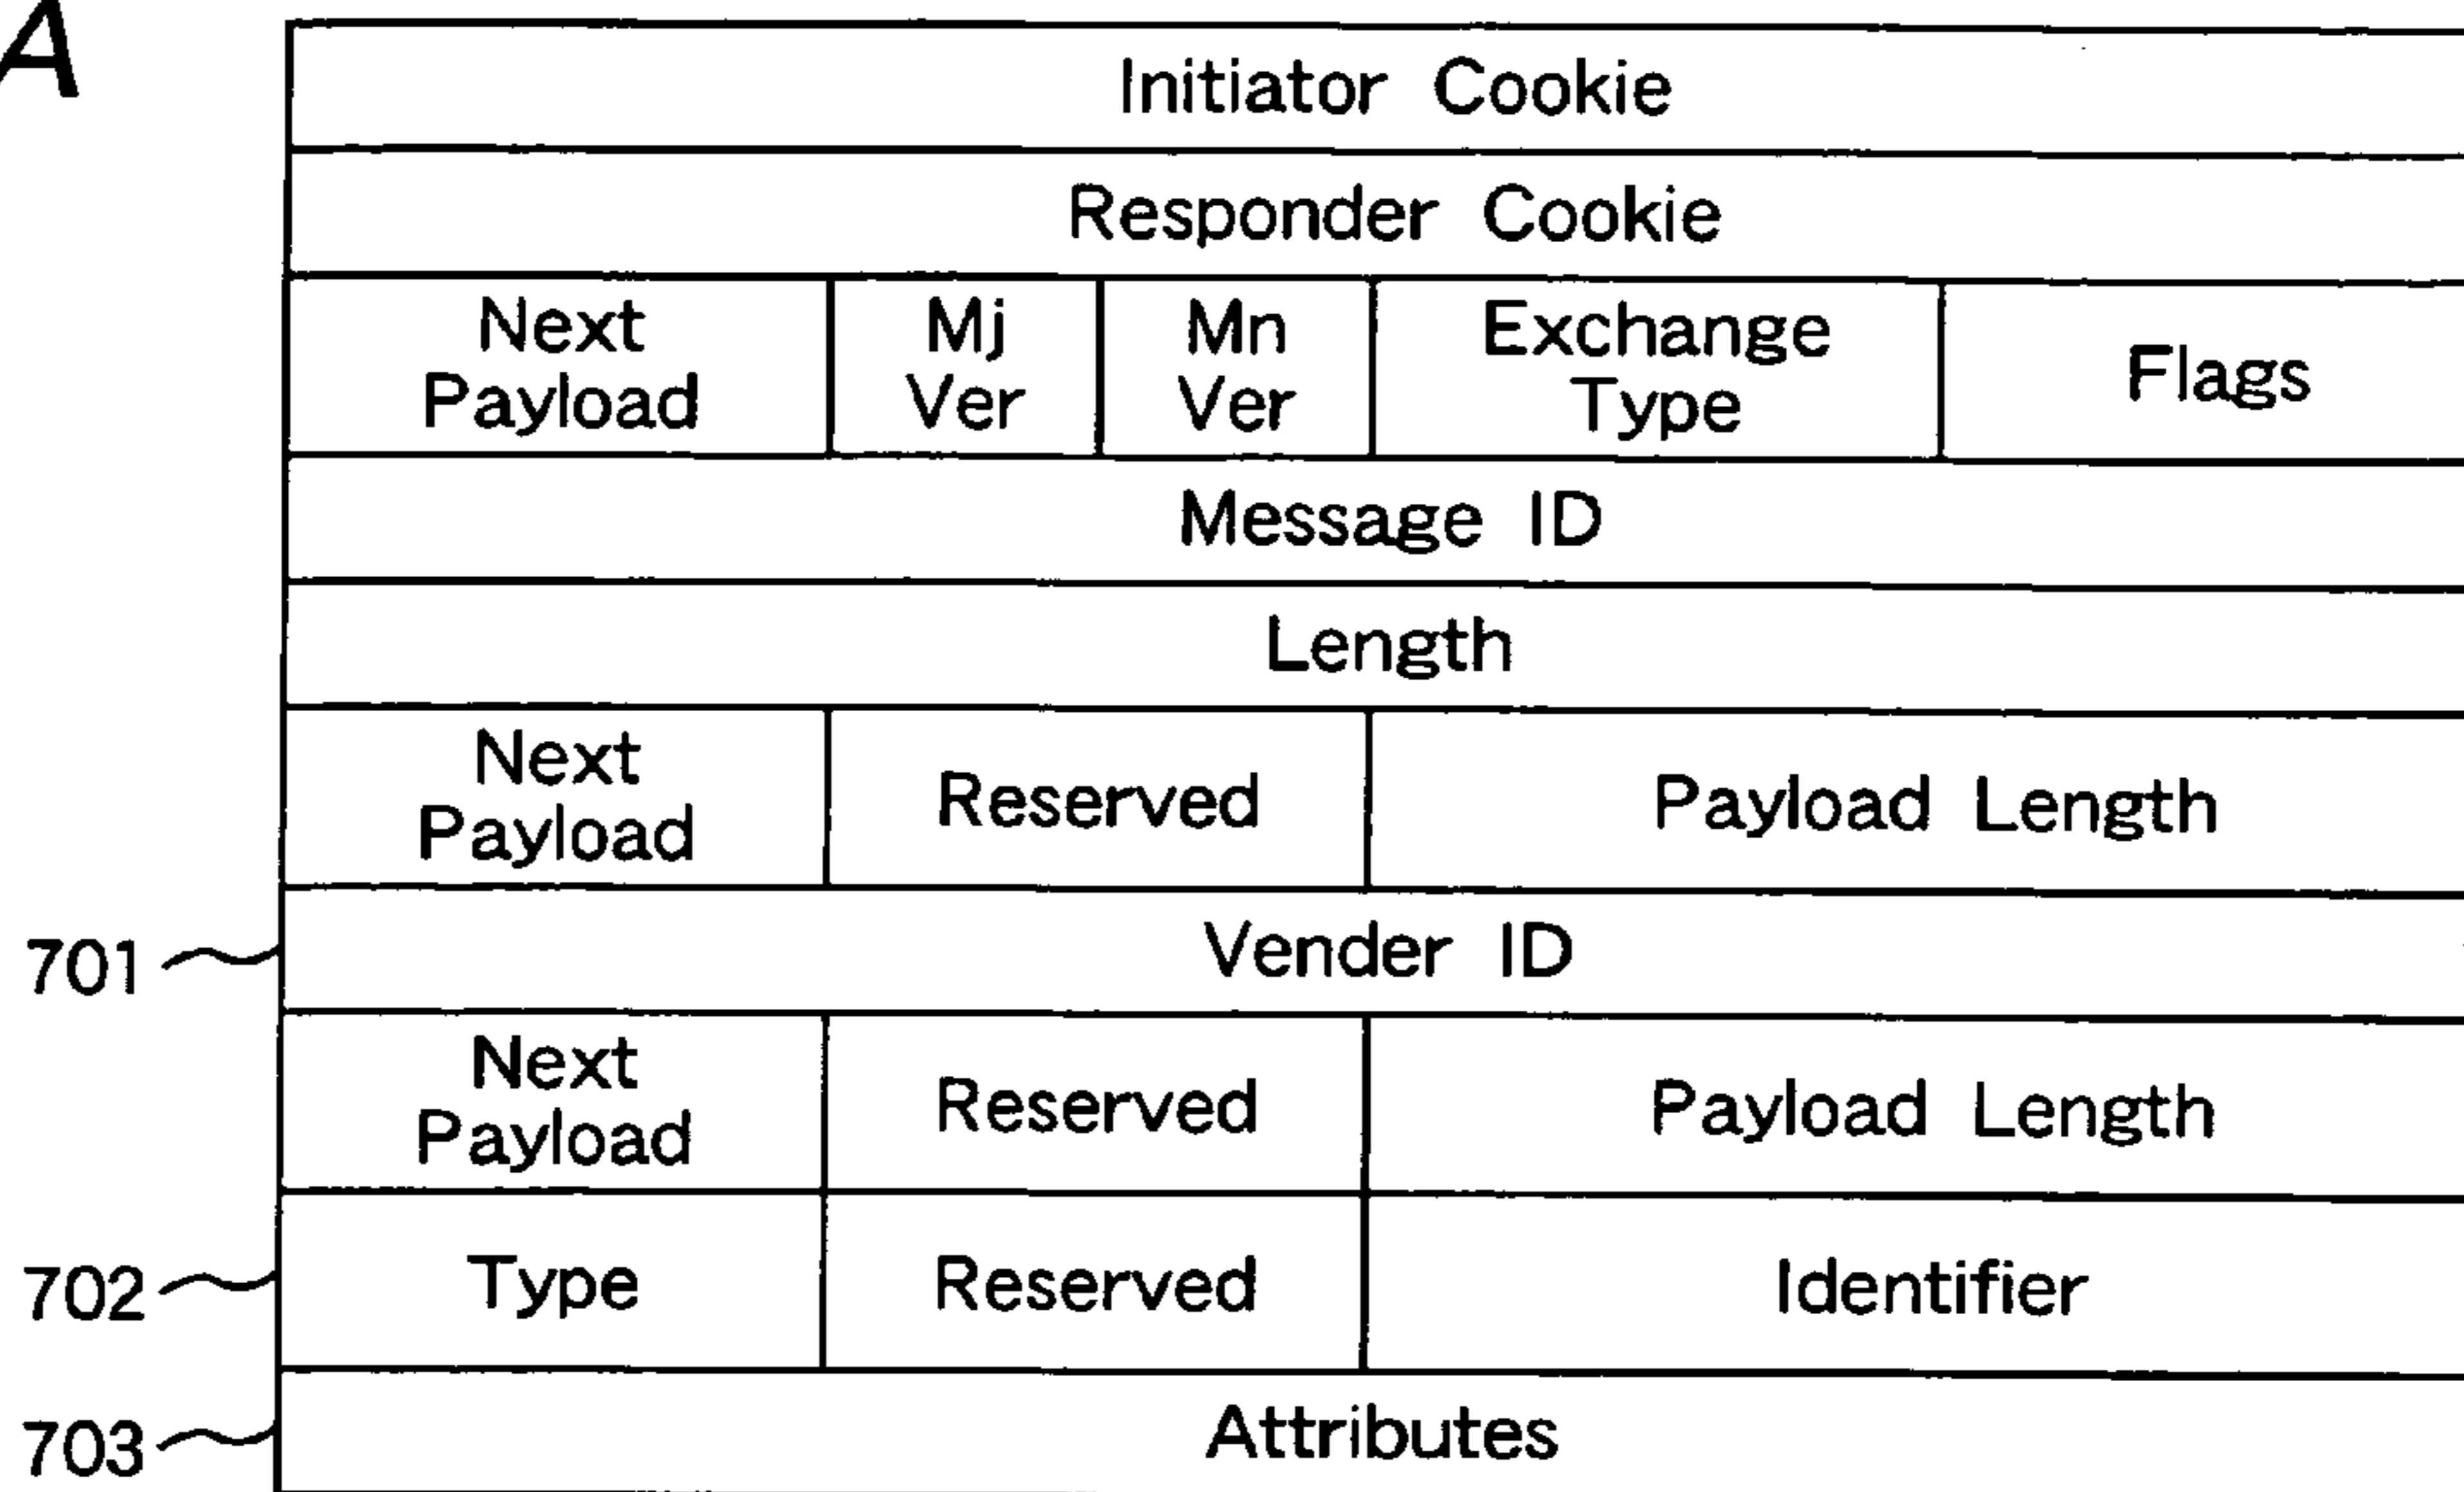 A
Initiator Cookie
Responder Cookie
Next Payload
Mj Ver
Mn Ver
Exchange Type
Flags
Message ID
Length
Next Payload
Reserved
Payload Length
701
Vender ID
Next Payload
Reserved
Payload Length
702
Type
Reserved
Identifier
703
Attributes